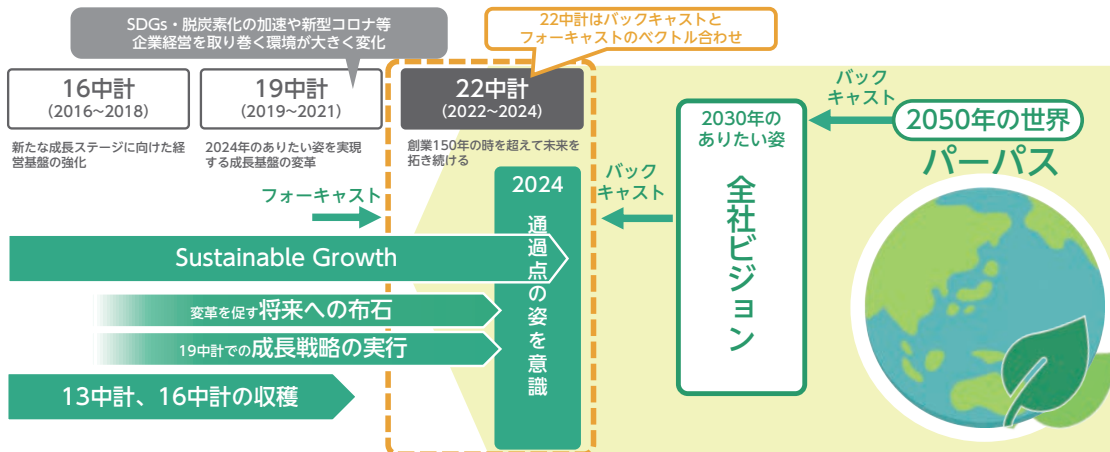 SDGs・脱炭素化の加速や新型コロナ等
企業経営を取り巻く環境が大きく変化
22中計はバックキャストと
フォーキャストのベクトル合わせ
16中計
(2016~2018)
19中計
(2019~2021)
22中計
(2022~2024)
新たな成長ステージに向けた経
営基盤の強化
2024年のありたい姿を実現
する成長基盤の変革
創業150年の時を超えて未来を
拓き続ける
フォーキャスト
2024
通過点の姿を意識
バック
キャスト
2030年の
ありたい姿
全社ビジョン
バック
キャスト
2050年の世界
パーパス
Sustainable Growth
変革を促す将来への布石
19中計での成長戦略の実行
13中計、16中計の収穫